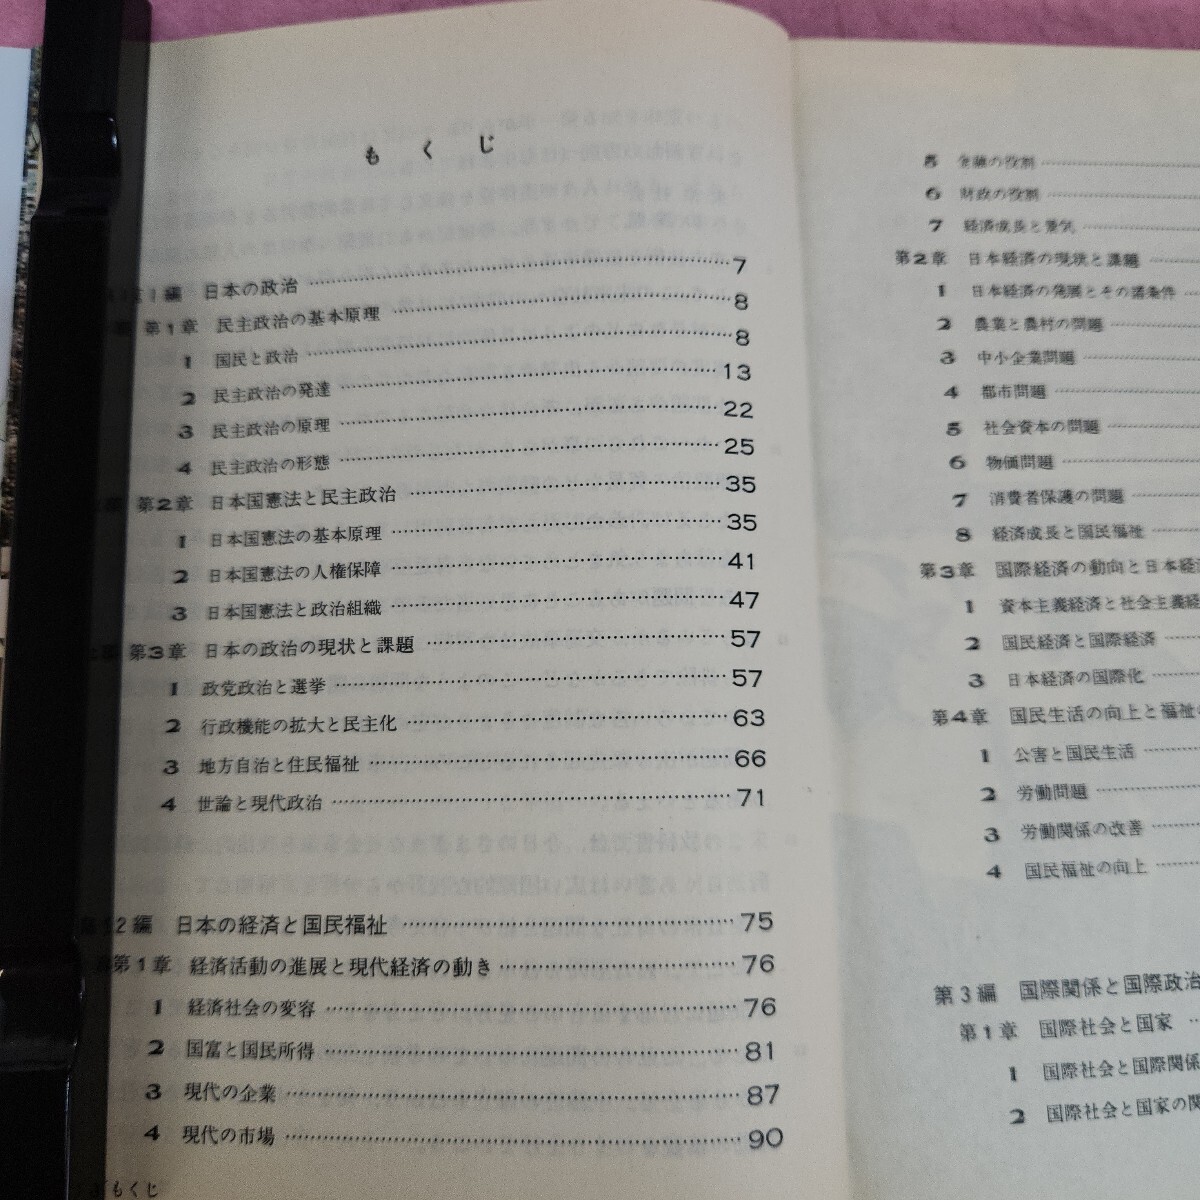 もくじ
1編 日本の政治 7
第1章 民主政治の基本原理 8
1 国民と政治 8
2 民主政治の発達 13
3 民主政治の原理 22
4 民主政治の形態 25
第2章 日本国憲法と民主政治 35
1 日本国憲法の基本原理 35
2 日本国憲法の人権保障 41
3 日本国憲法と政治組織 47
第3章 日本の政治の現状と課題 57
1 政党政治と選挙 57
2 行政機能の拡大と民主化 63
3 地方自治と住民福祉 66
4 世論と現代政治 71
2編 日本の経済と国民福祉 75
第1章 経済活動の進展と現代経済の動き 76
1 経済社会の変容 76
2 国富と国民所得 81
3 現代の企業 87
4 現代の市場 90
もくじ
5 金融の役割
6 財政の役割
7 経済成長と景気
第2章 日本経済の現状と課題
1 日本経済の発展とその諸条件
2 農業と農村の問題
3 中小企業問題
4 都市問題
5 社会資本の問題
6 物価問題
7 消費者保護の問題
8 経済成長と国民福祉
第3章 国際経済の動向と日本経済
1 資本主義経済と社会主義経
2 国民経済と国際経済
3 日本経済の国際化
第4章 国民生活の向上と福祉
1 公害と国民生活
2 労働問題
3 労働関係の改善
4 国民福祉の向上
第3編 国際関係と国際政治
第1章 国際社会と国家
1 国際社会と国際関係
2 国際社会と国家の関